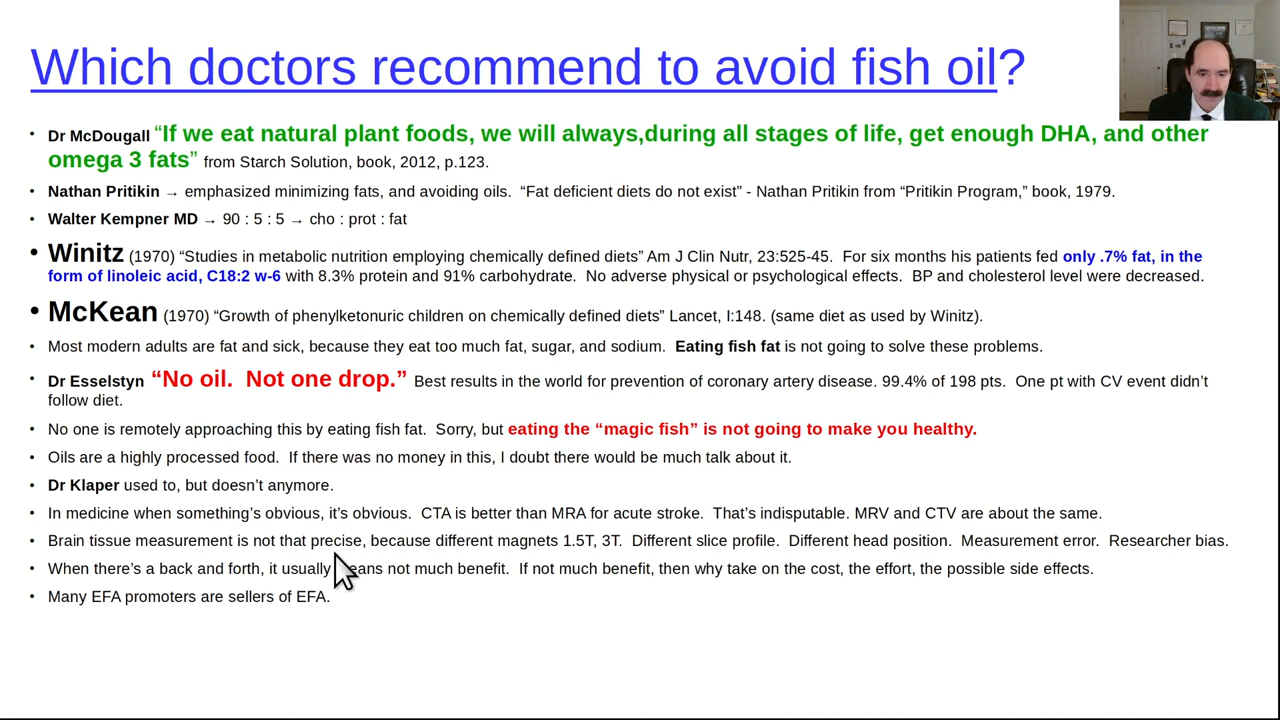 Which doctors recommend to avoid fish oil?
• Dr McDougall “If we eat natural plant foods, we will always,during all stages of life, get enough DHA, and other
omega 3 fats” from Starch Solution, book, 2012, p.123.
• Nathan Pritikin → emphasized minimizing fats, and avoiding oils.  “Fat deficient diets do not exist” - Nathan Pritikin from “Pritikin Program,” book, 1979.
• Walter Kempner MD → 90 : 5 : 5 → cho : prot : fat
• Winitz (1970) “Studies in metabolic nutrition employing chemically defined diets” Am J Clin Nutr, 23:525-45.  For six months his patients fed only .7% fat, in the
form of linoleic acid, C18:2 w-6 with 8.3% protein and 91% carbohydrate.  No adverse physical or psychological effects.  BP and cholesterol level were decreased.
• McKean (1970) “Growth of phenylketonuric children on chemically defined diets” Lancet, I:148. (same diet as used by Winitz).
• Most modern adults are fat and sick, because they eat too much fat, sugar, and sodium.  Eating fish fat is not going to solve these problems.
• Dr Esselstyn “No oil.  Not one drop.” Best results in the world for prevention of coronary artery disease. 99.4% of 198 pts.  One pt with CV event didn’t
follow diet.
• No one is remotely approaching this by eating fish fat.  Sorry, but eating the “magic fish” is not going to make you healthy.
• Oils are a highly processed food.  If there was no money in this, I doubt there would be much talk about it.
• Dr Klaper used to, but doesn’t anymore.
• In medicine when something’s obvious, it’s obvious.  CTA is better than MRA for acute stroke.  That’s indisputable. MRV and CTV are about the same.
• Brain tissue measurement is not that precise, because different magnets 1.5T, 3T.  Different slice profile.  Different head position.  Measurement error.  Researcher bias.
• When there’s a back and forth, it usually means not much benefit.  If not much benefit, then why take on the cost, the effort, the possible side effects.
• Many EFA promoters are sellers of EFA.